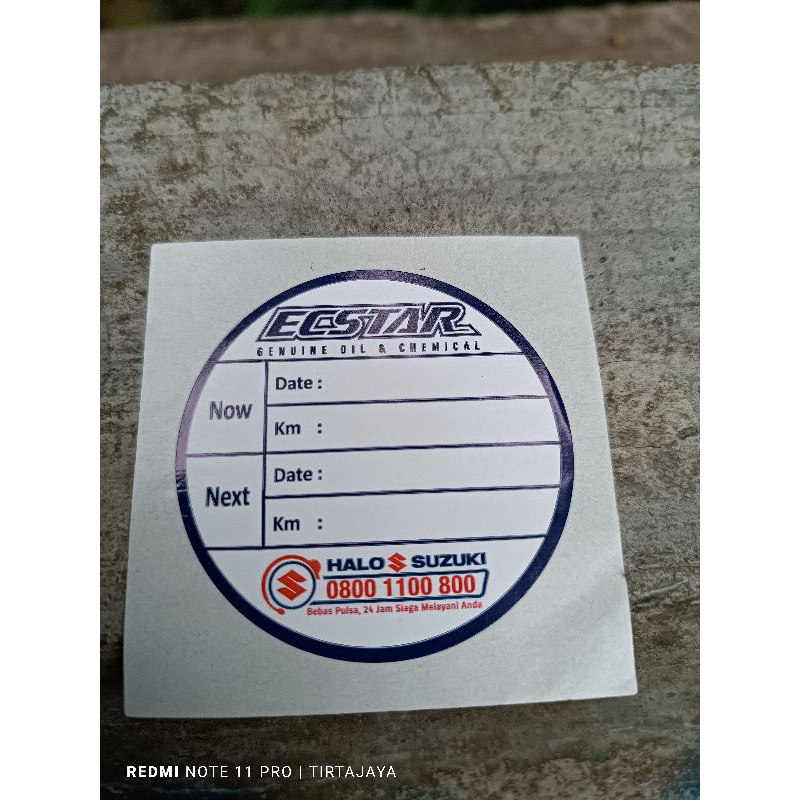 ECSTAR
GENUINE OIL & CHEMICAL
Now
Date :
Km :
Next
Date :
Km :
HALO SUZUKI
0800 1100 800
Bebas Pulsa, 24 Jam Siaga Melayani Anda
REDMI NOTE 11 PRO | TIRTAJAYA